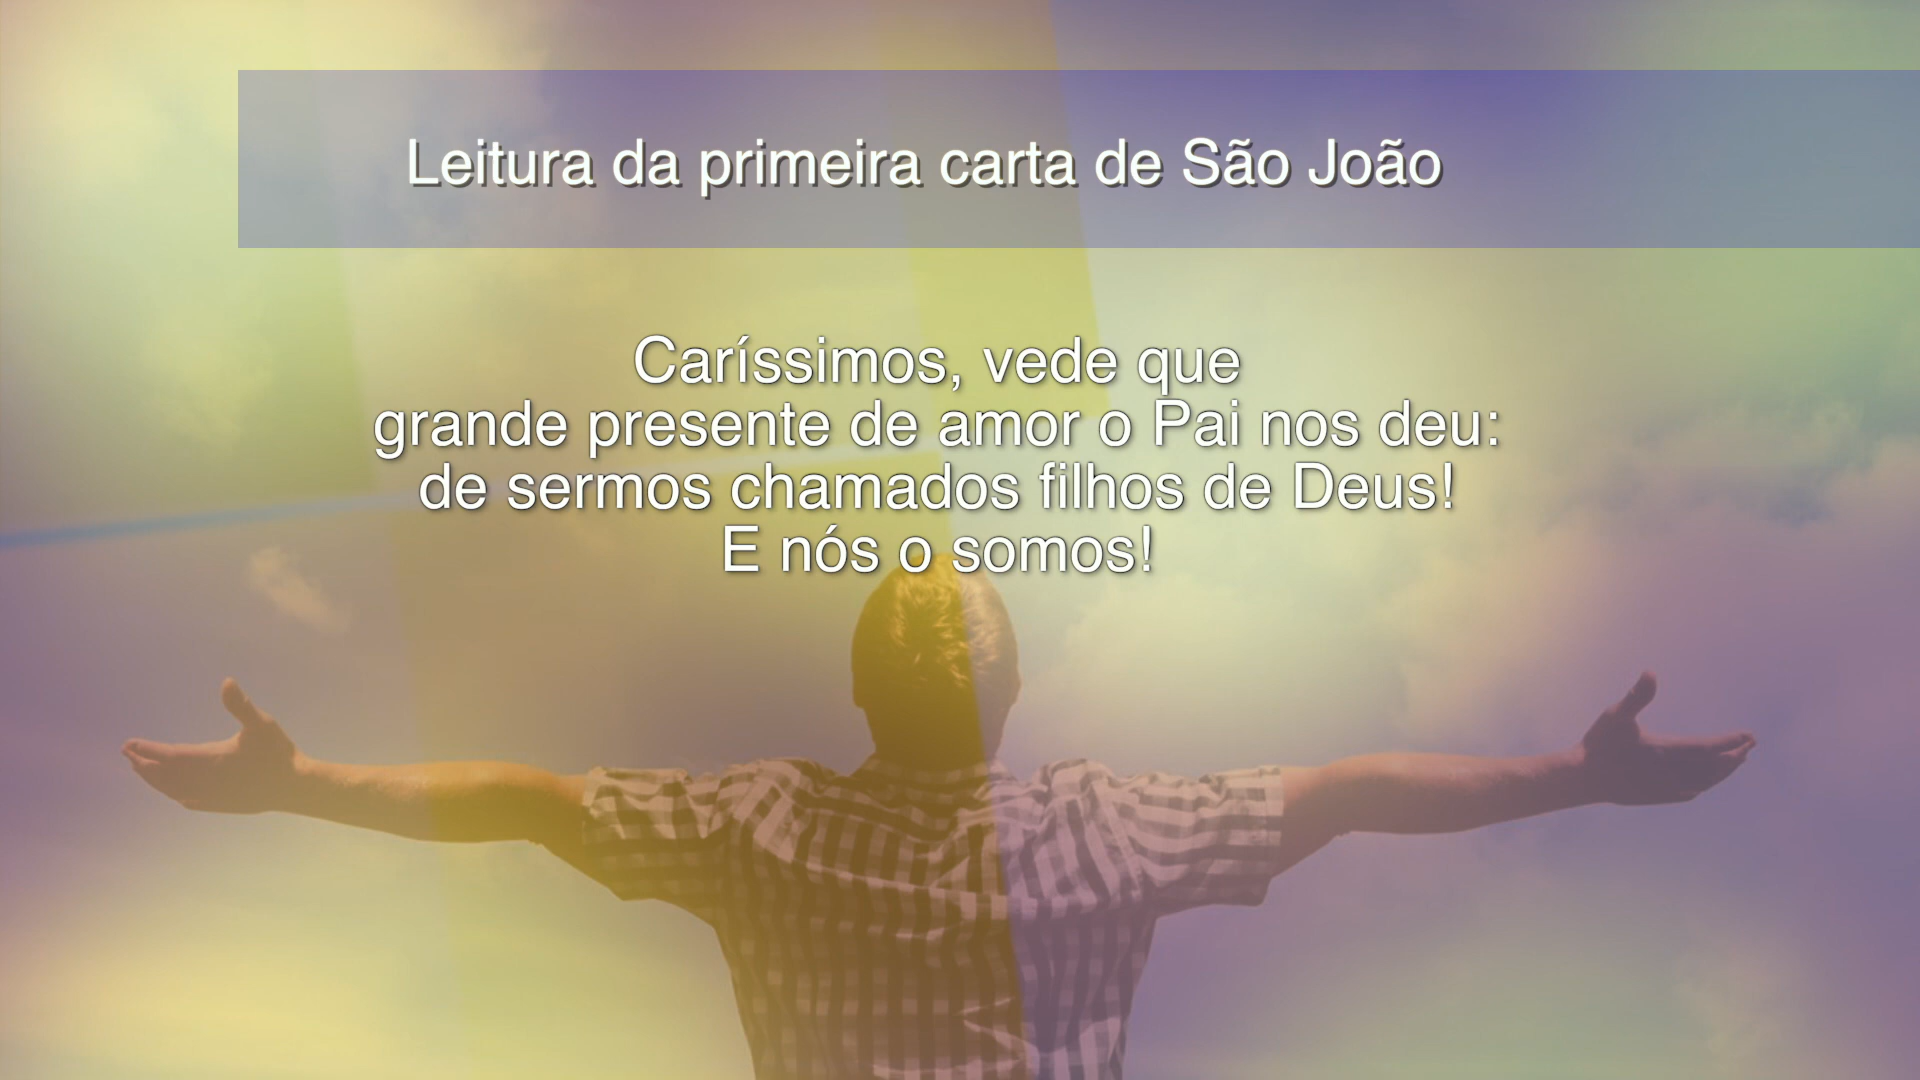 Leitura da primeira carta de São João
Caríssimos, vede que
grande presente de amor o Pai nos deu:
de sermos chamados filhos de Deus!
E nós o somos!